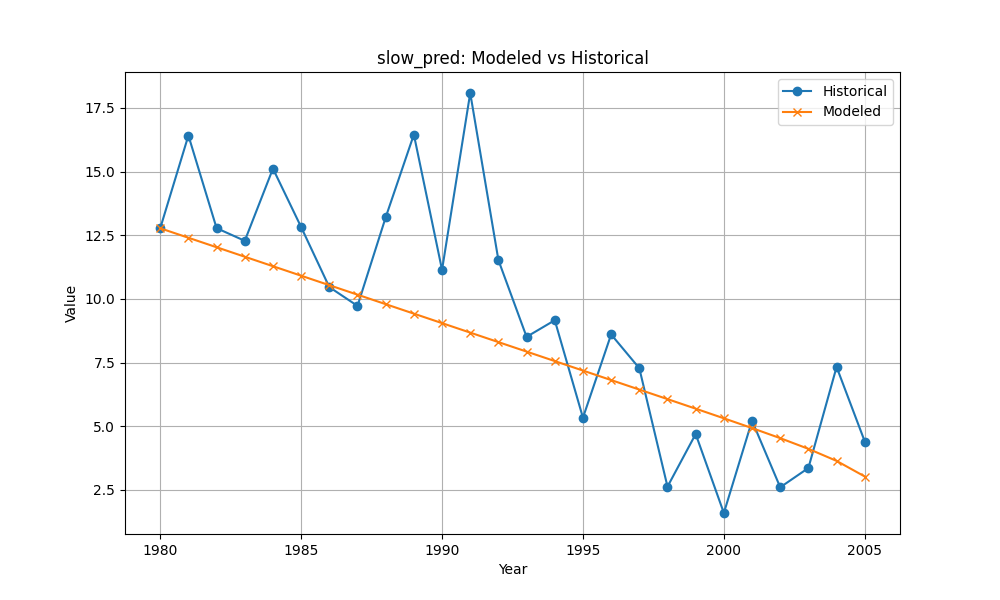 slow_pred: Modeled vs Historical
Historical
Modeled
17.5
15.0
12.5
10.0
7.5
5.0
2.5
Value
1980
1985
1990
1995
2000
2005
Year